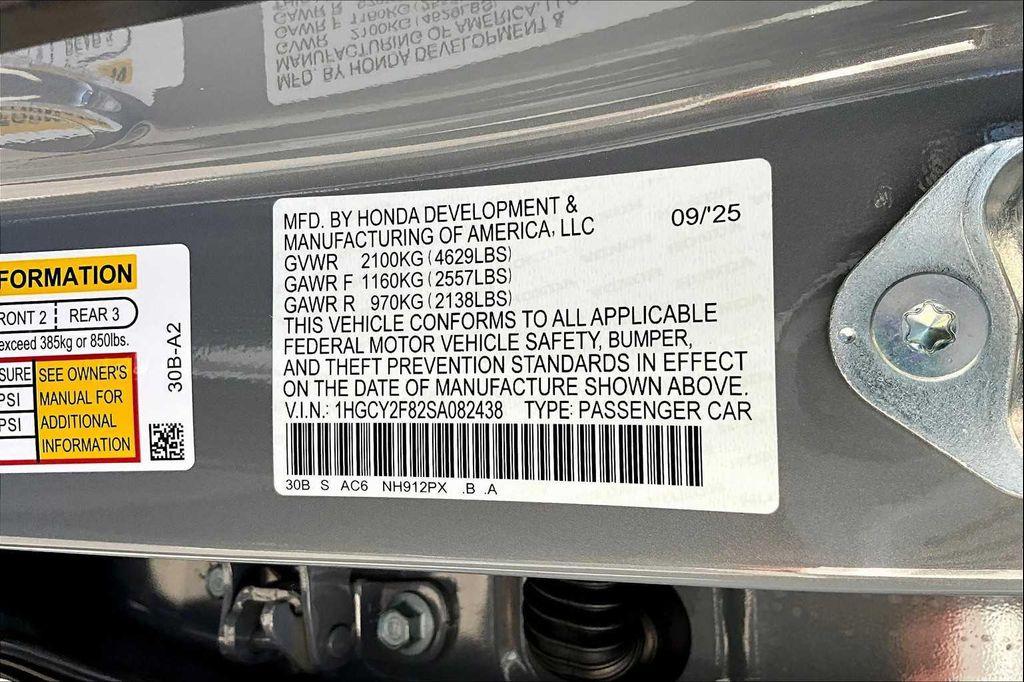 MFD. BY HONDA DEVELOPMENT &
MANUFACTURING OF AMERICA, LLC
09/'25
GVWR 2100KG (4629LBS)
GAWR F 1160KG (2557LBS)
GAWR R 970KG (2138LBS)
THIS VEHICLE CONFORMS TO ALL APPLICABLE
FEDERAL MOTOR VEHICLE SAFETY, BUMPER,
AND THEFT PREVENTION STANDARDS IN EFFECT
ON THE DATE OF MANUFACTURE SHOWN ABOVE.
V.I.N.: 1HGCY2F82SA082438 TYPE: PASSENGER CAR
30B S AC6 NH912PX .B .A
FORMATION
RONT 2 REAR 3
exceed 385kg or 850lbs.
SURE
PSI
PSI
SEE OWNER'S
MANUAL FOR
ADDITIONAL
INFORMATION
30B-A2